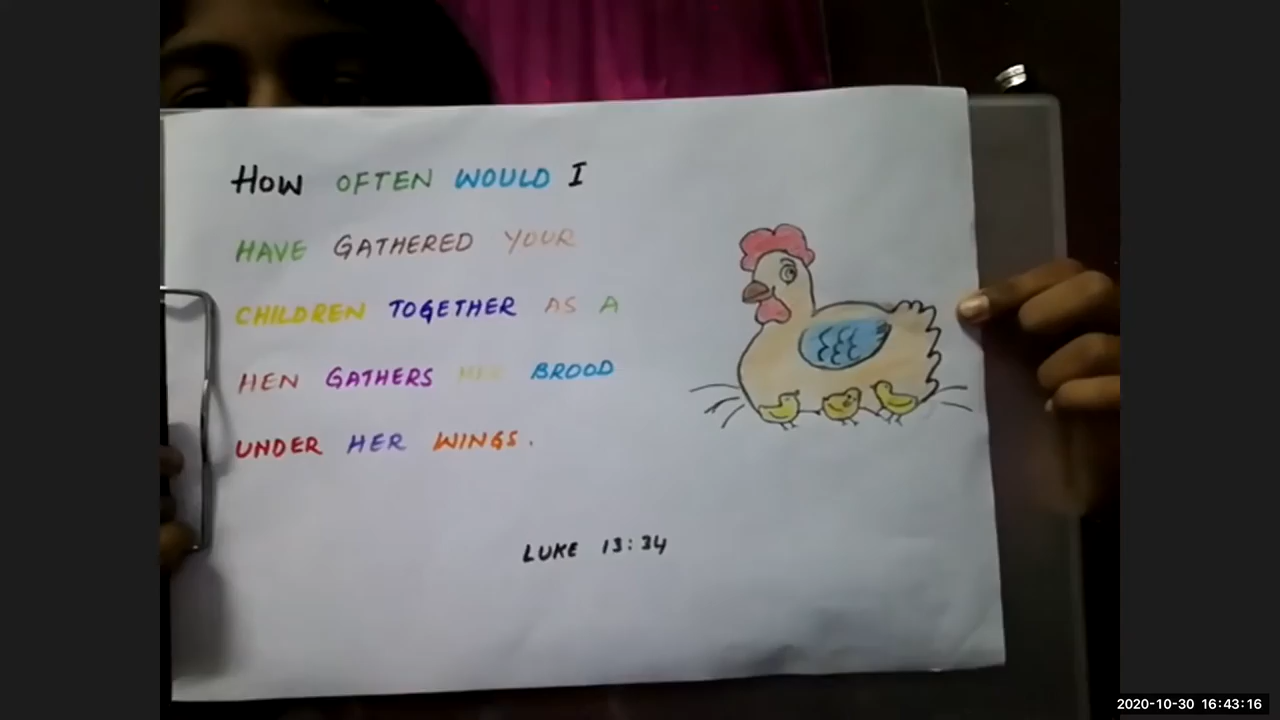 HOW OFTEN WOULD I
HAVE GATHERED YOUR
CHILDREN TOGETHER AS A
HEN GATHERS HER BROOD
UNDER HER WINGS.
LUKE 13:34
2020-10-30 16:43:16